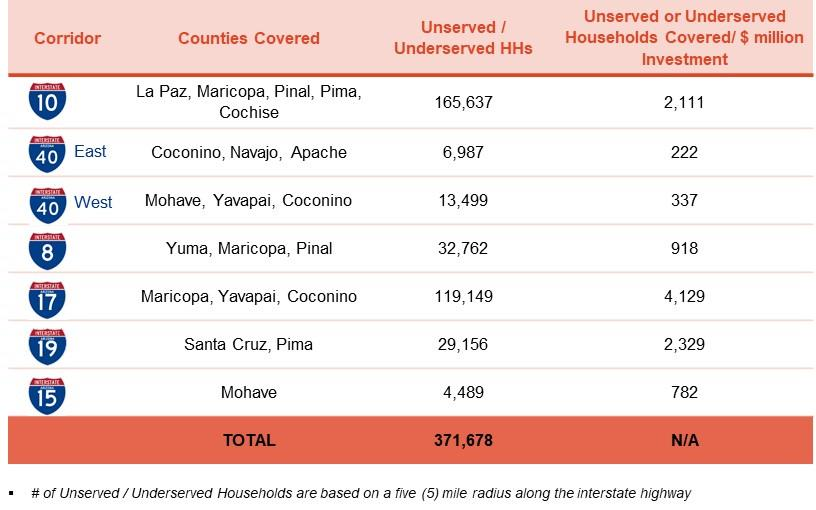 Corridor
Counties Covered
Unserved /
Underserved HHs
Unserved or Underserved
Households Covered/ $ million
Investment
INTERSTATE
10
La Paz, Maricopa, Pinal, Pima,
Cochise
165,637
2,111
INTERSTATE
ARIZONA
40
East
Coconino, Navajo, Apache
6,987
222
INTERSTATE
ARIZONA
40
West
Mohave, Yavapai, Coconino
13,499
337
INTERSTATE
ARIZONA
8
Yuma, Maricopa, Pinal
32,762
918
INTERSTATE
ARIZONA
17
Maricopa, Yavapai, Coconino
119,149
4,129
INTERSTATE
ARIZONA
19
Santa Cruz, Pima
29,156
2,329
INTERSTATE
ARIZONA
15
Mohave
4,489
782
TOTAL
371,678
N/A
▪ # of Unserved / Underserved Households are based on a five (5) mile radius along the interstate highway